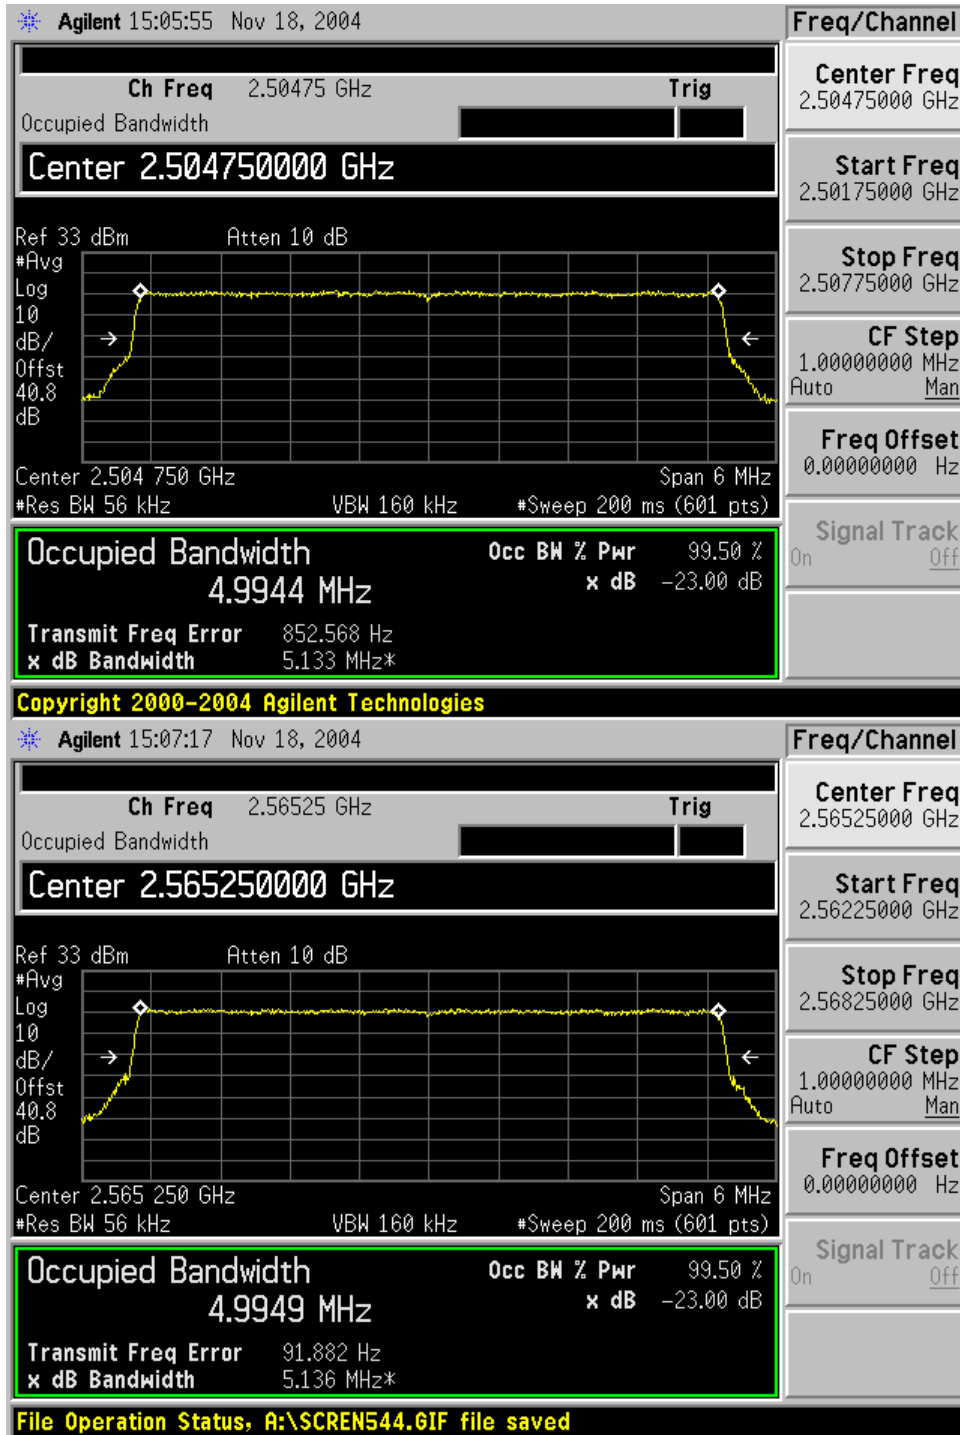 Agilent 15:05:55 Nov 18, 2004
Freq/Channel
Ch Freq 2.50475 GHz Trig
Occupied Bandwidth
Center 2.504750000 GHz
Ref 33 dBm Atten 10 dB
#Avg
Log
10
dB/
Offst
40.8
dB
Center 2.504 750 GHz Span 6 MHz
#Res BW 56 kHz VBW 160 kHz #Sweep 200 ms (601 pts)
Occupied Bandwidth Occ BW % Pwr 99.50 %
4.9944 MHz x dB -23.00 dB
Transmit Freq Error 852.568 Hz
x dB Bandwidth 5.133 MHz*
Center Freq
2.50475000 GHz
Start Freq
2.50175000 GHz
Stop Freq
2.50775000 GHz
CF Step
1.00000000 MHz
Auto Man
Freq Offset
0.00000000 Hz
Signal Track
On Off
Copyright 2000-2004 Agilent Technologies
Agilent 15:07:17 Nov 18, 2004
Freq/Channel
Ch Freq 2.56525 GHz Trig
Occupied Bandwidth
Center 2.565250000 GHz
Ref 33 dBm Atten 10 dB
#Avg
Log
10
dB/
Offst
40.8
dB
Center 2.565 250 GHz Span 6 MHz
#Res BW 56 kHz VBW 160 kHz #Sweep 200 ms (601 pts)
Occupied Bandwidth Occ BW % Pwr 99.50 %
4.9949 MHz x dB -23.00 dB
Transmit Freq Error 91.882 Hz
x dB Bandwidth 5.136 MHz*
Center Freq
2.56525000 GHz
Start Freq
2.56225000 GHz
Stop Freq
2.56825000 GHz
CF Step
1.00000000 MHz
Auto Man
Freq Offset
0.00000000 Hz
Signal Track
On Off
File Operation Status, A:\SCREN544.GIF file saved